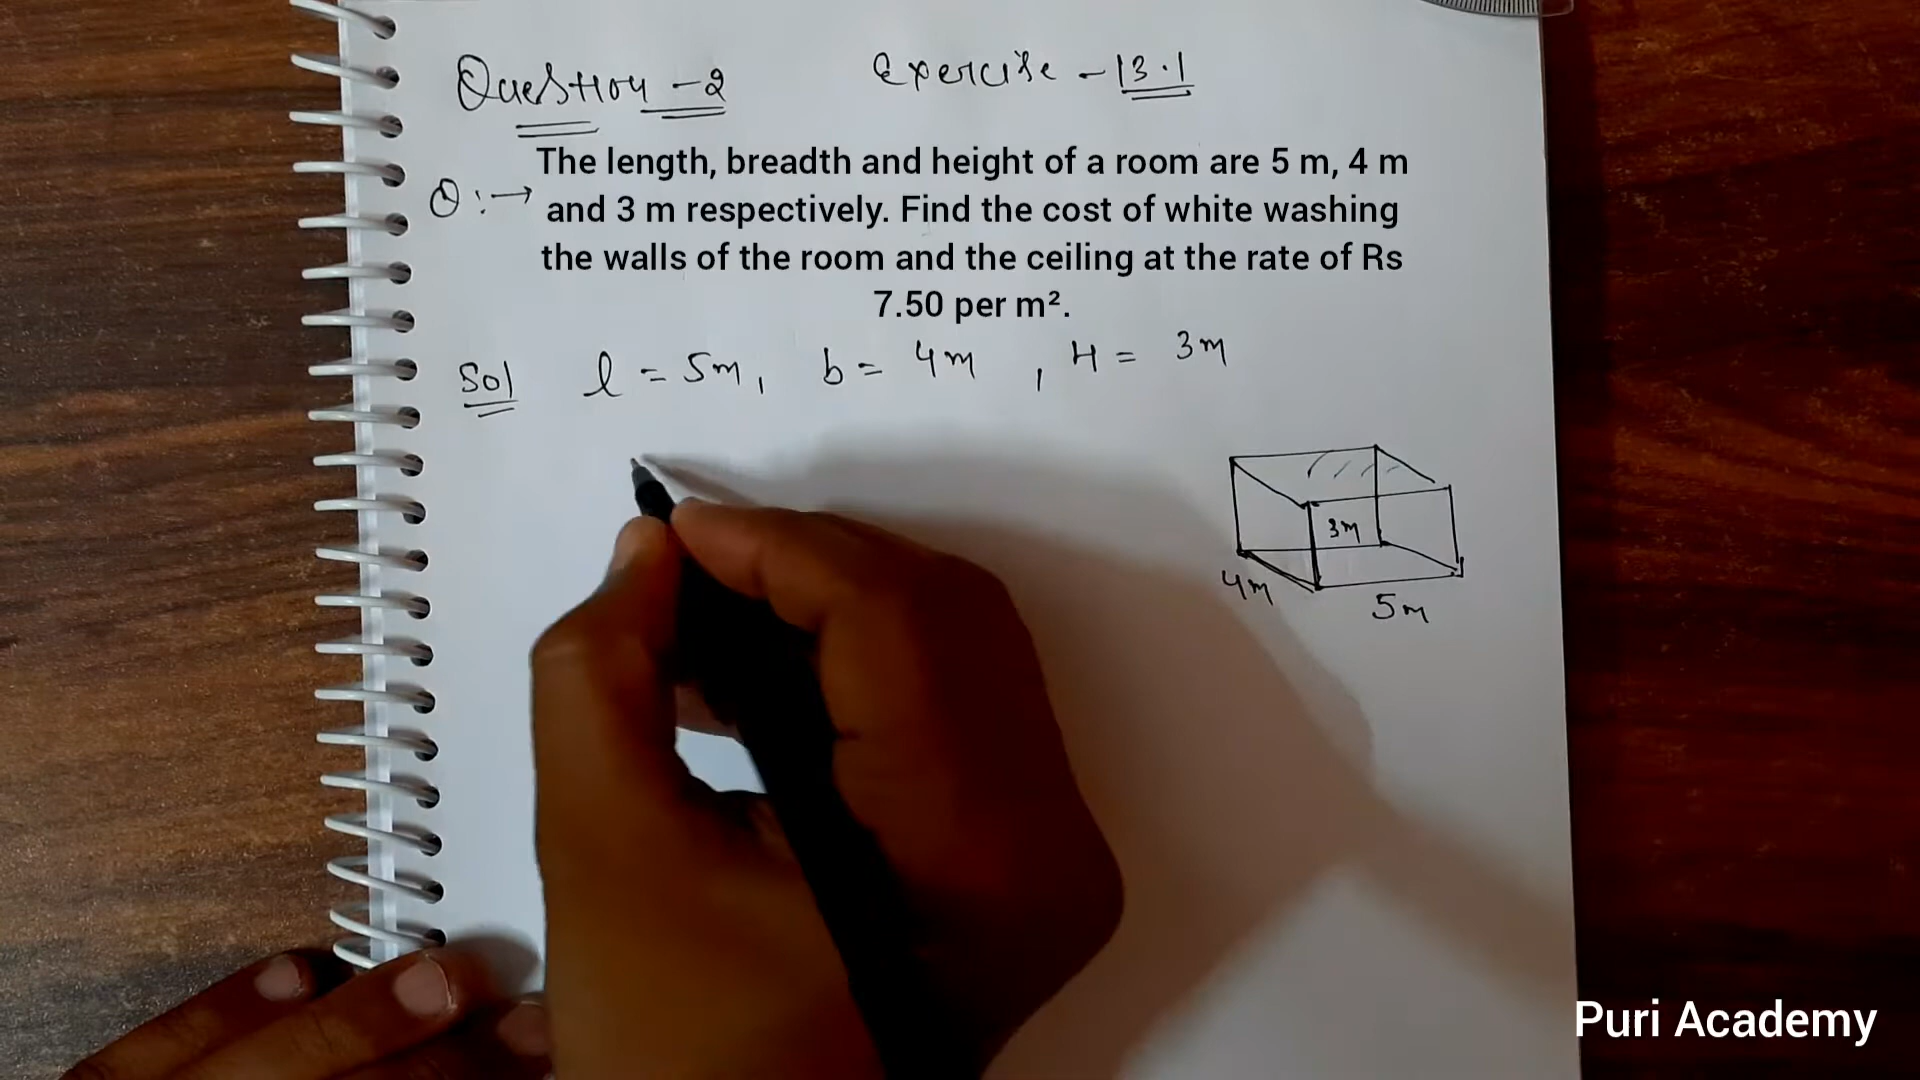 Question -2 Exercise -13.1
The length, breadth and height of a room are 5 m, 4 m
Q :→ and 3 m respectively. Find the cost of white washing
the walls of the room and the ceiling at the rate of Rs
7.50 per m².
Sol l = 5m, b = 4m , H = 3m
3m
4m
5m
Puri Academy